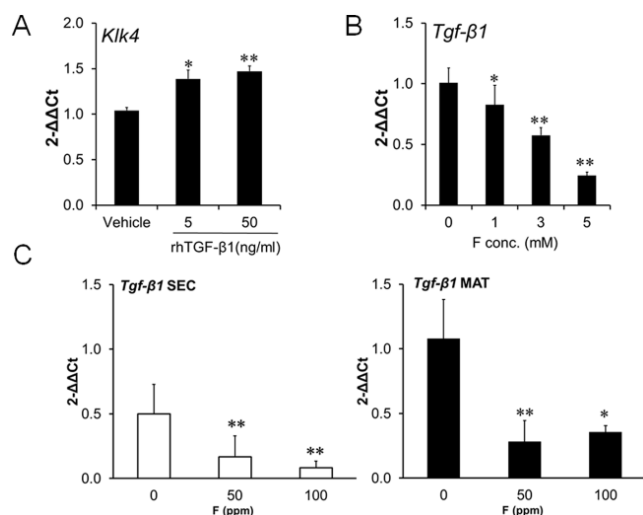 A
Klk4
2-ΔΔCt
2.0
1.5
1.0
0.5
0.0
*
**
Vehicle
5
50
rhTGF-β1(ng/ml)
B
Tgf-β1
2-ΔΔCt
1.5
1.0
0.5
0.0
*
**
**
0
1
3
5
F conc. (mM)
C
Tgf-β1 SEC
2-ΔΔCt
1.5
1.0
0.5
0.0
**
**
0
50
100
F (ppm)
Tgf-β1 MAT
2-ΔΔCt
1.5
1.0
0.5
0.0
**
*
0
50
100
F (ppm)